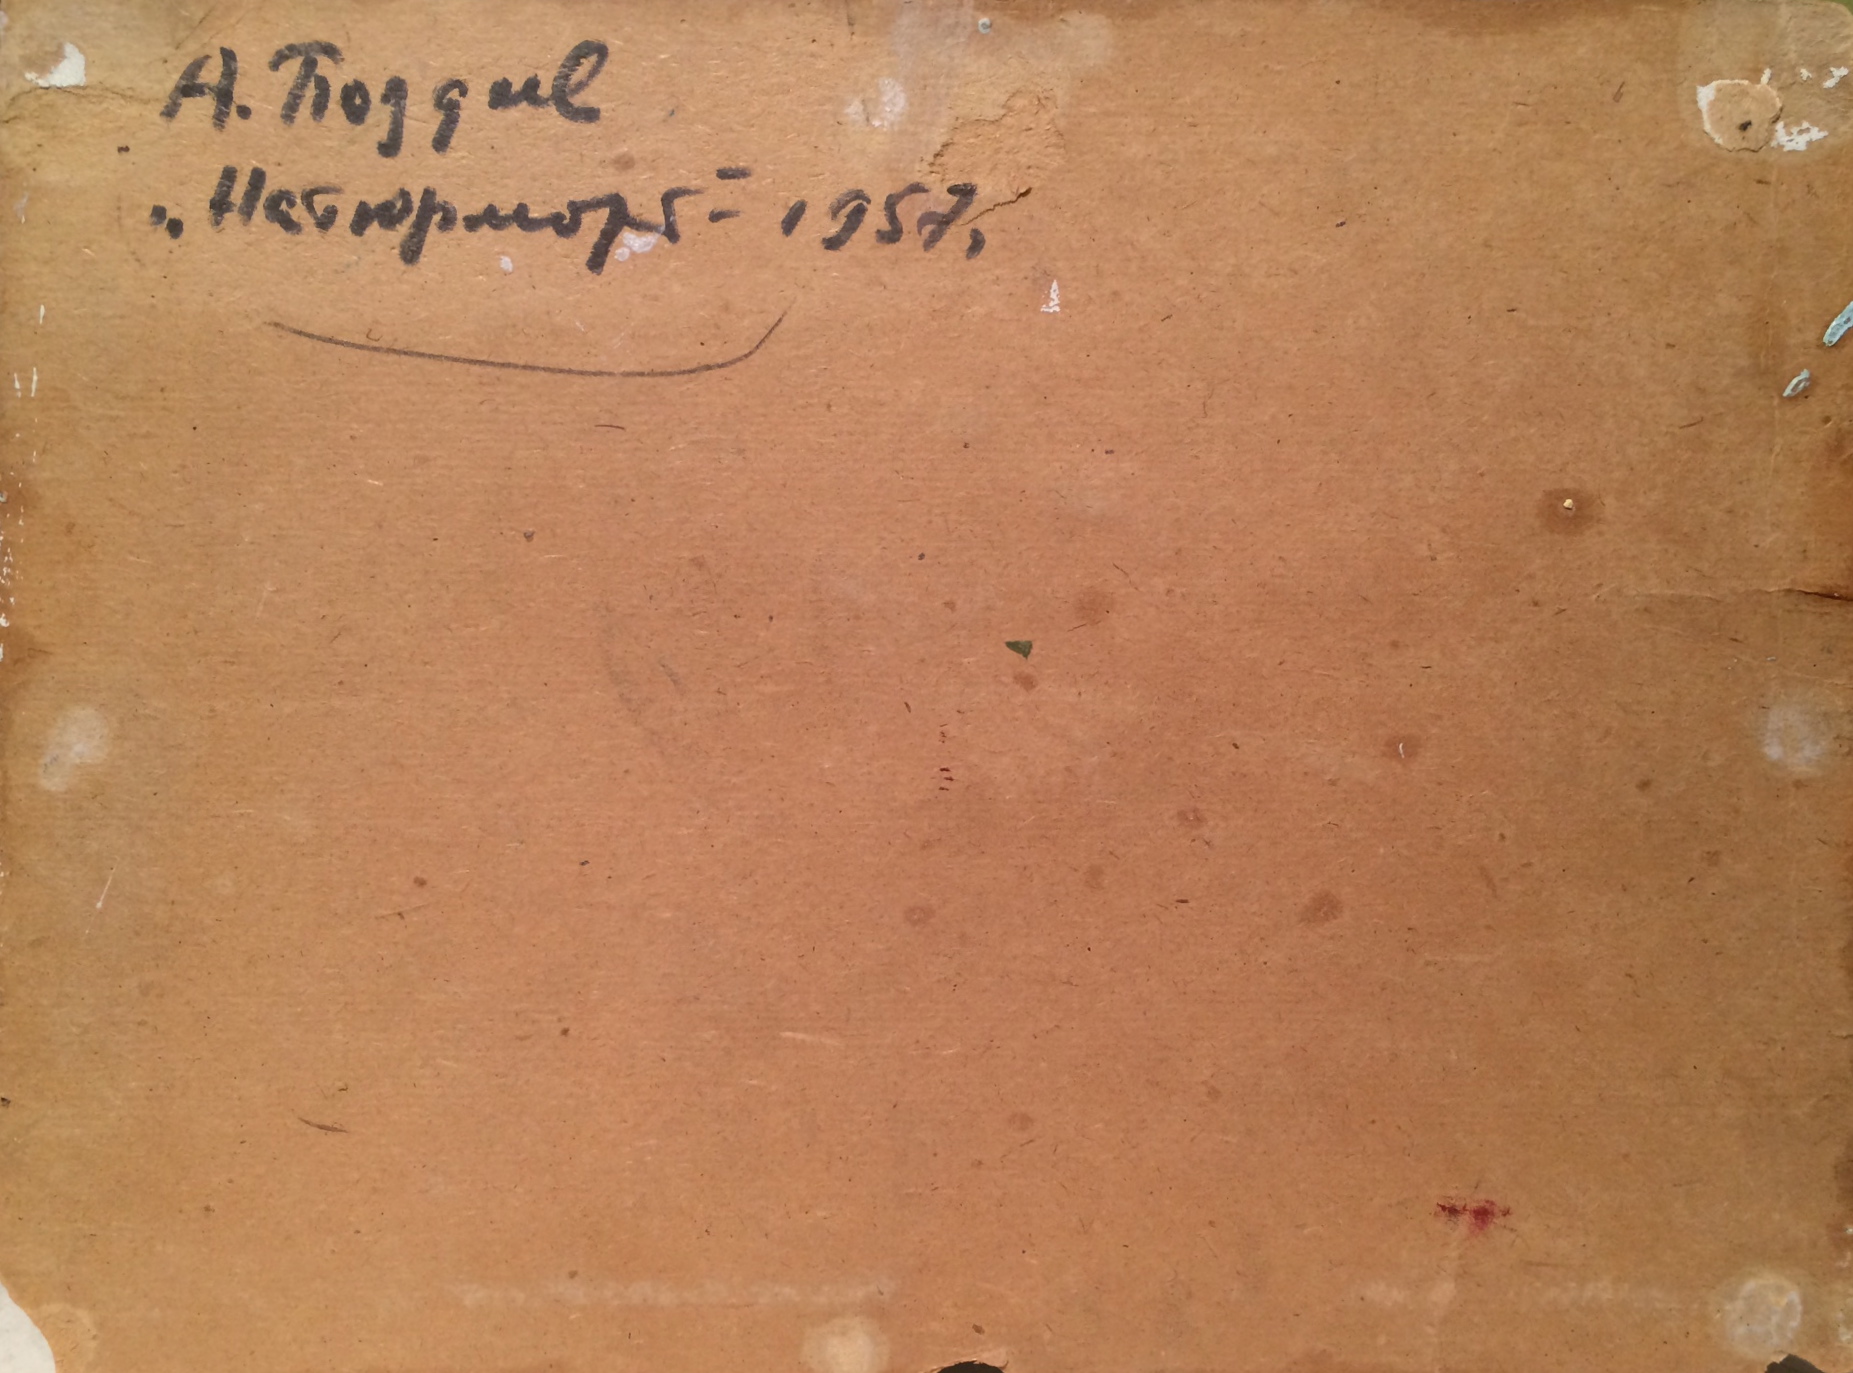 А. Поздеев
„Натюрморт" - 1957.